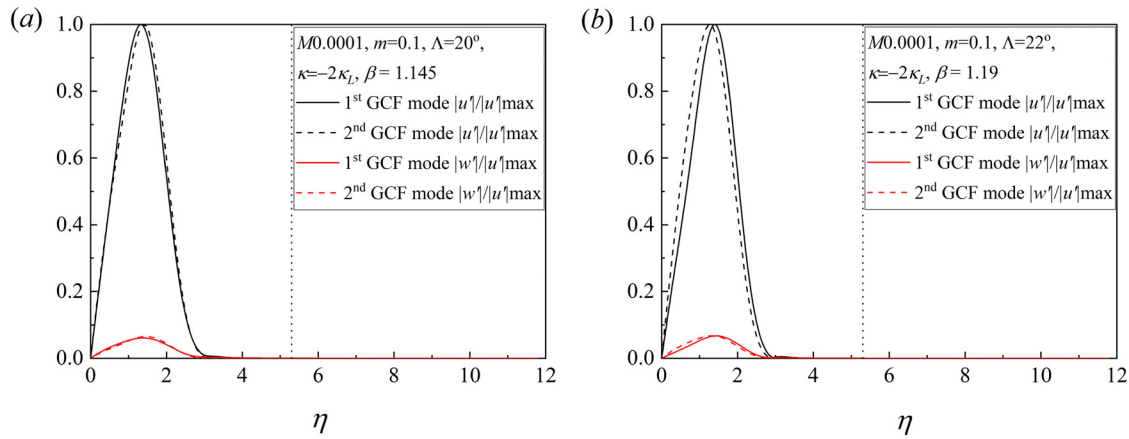 (a)
1.0
0.8
0.6
0.4
0.2
0.0
M0.0001, m=0.1, Λ=20°,
κ=−2κ_L, β = 1.145
1st GCF mode |u'|/|u'|max
2nd GCF mode |u'|/|u'|max
1st GCF mode |w'|/|u'|max
2nd GCF mode |w'|/|u'|max
0 2 4 6 8 10 12
η
(b)
1.0
0.8
0.6
0.4
0.2
0.0
M0.0001, m=0.1, Λ=22°,
κ=−2κ_L, β = 1.19
1st GCF mode |u'|/|u'|max
2nd GCF mode |u'|/|u'|max
1st GCF mode |w'|/|u'|max
2nd GCF mode |w'|/|u'|max
0 2 4 6 8 10 12
η